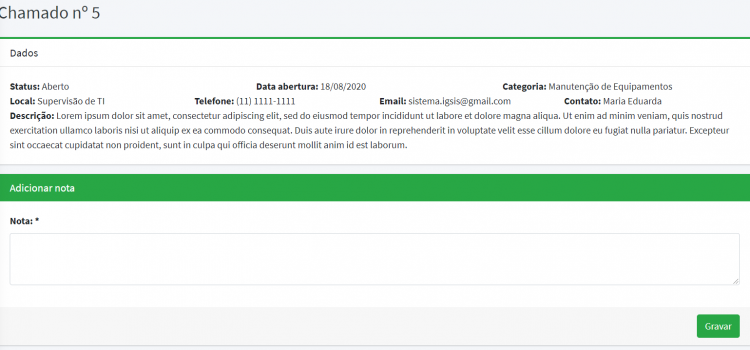 Chamado nº 5
Dados
Status: Aberto Data abertura: 18/08/2020 Categoria: Manutenção de Equipamentos
Local: Supervisão de TI Telefone: (11) 1111-1111 Email: sistema.igsis@gmail.com Contato: Maria Eduarda
Descrição: Lorem ipsum dolor sit amet, consectetur adipiscing elit, sed do eiusmod tempor incididunt ut labore et dolore magna aliqua. Ut enim ad minim veniam, quis nostrud
exercitation ullamco laboris nisi ut aliquip ex ea commodo consequat. Duis aute irure dolor in reprehenderit in voluptate velit esse cillum dolore eu fugiat nulla pariatur. Excepteur
sint occaecat cupidatat non proident, sunt in culpa qui officia deserunt mollit anim id est laborum.
Adicionar nota
Nota: *
Gravar